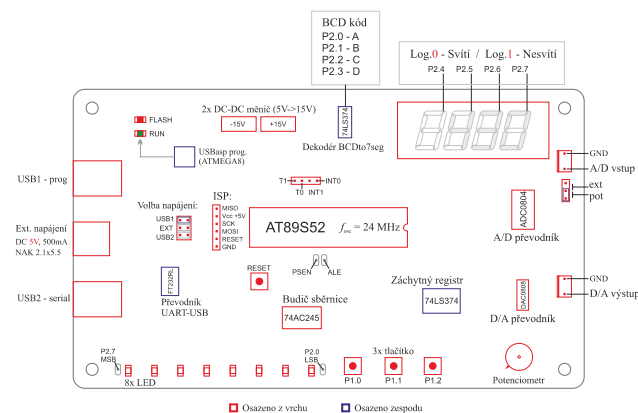 BCD kód
P2.0 - A
P2.1 - B
P2.2 - C
P2.3 - D
Log.0 - Svítí / Log.1 - Nesvítí
P2.4 P2.5 P2.6 P2.7
FLASH
RUN
2x DC-DC měnič (5V->15V)
-15V +15V
74LS374
Dekodér BCDto7seg
USBasp prog.
(ATMEGA8)
GND
A/D vstup
ext
pot
USB1 - prog
T1 INT0
T0 INT1
ISP:
MISO
Vcc +5V
SCK
MOSI
RESET
GND
Volba napájení:
USB1
EXT
USB2
AT89S52 fosc = 24 MHz
ADC0804
A/D převodník
Ext. napájení
DC 5V, 500mA
NAK 2.1x5.5
PSEN ALE
RESET
FT232RL
Převodník
UART-USB
USB2 - serial
Budič sběrnice
74AC245
Záchytný registr
74LS374
DAC0808
D/A převodník
GND
D/A výstup
P2.7
MSB
8x LED
P2.0
LSB
3x tlačítko
P1.0 P1.1 P1.2
Potenciometr
Osazeno z vrchu Osazeno zespodu